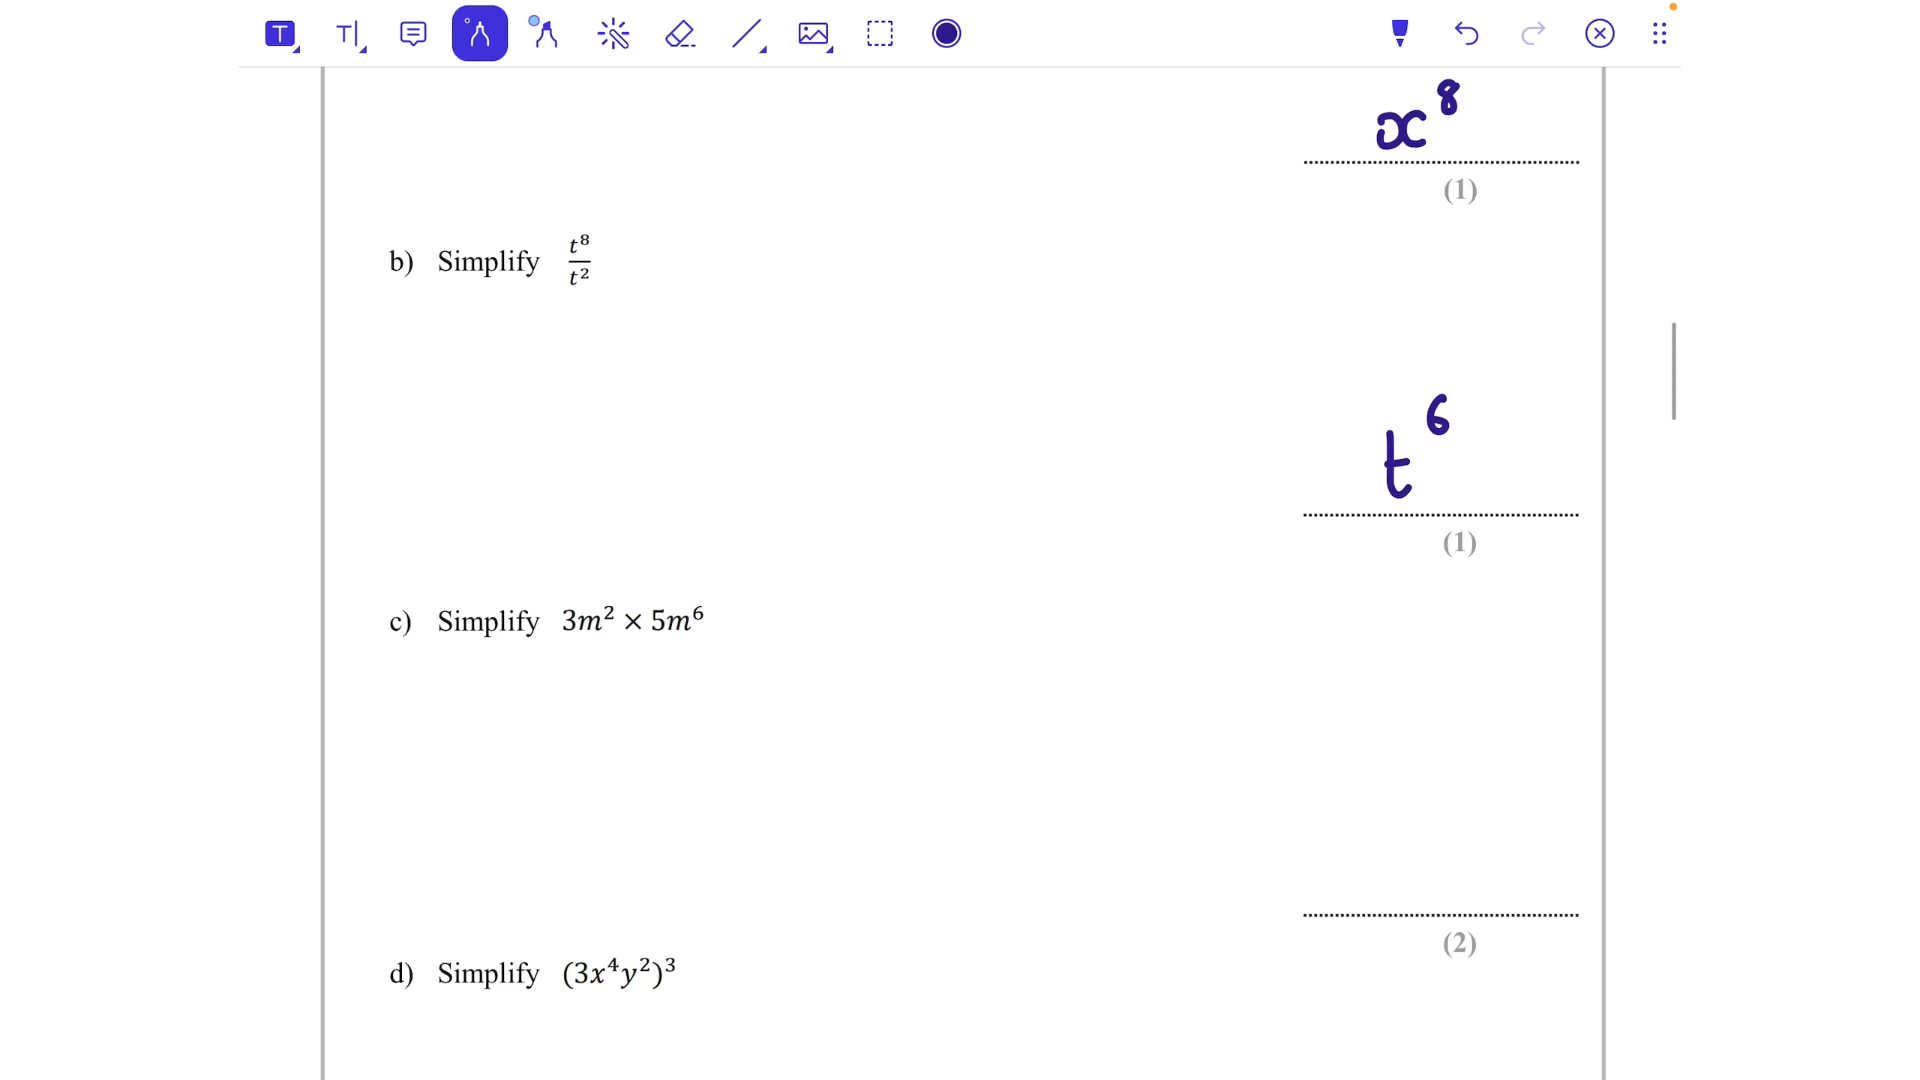 T T|
x⁸
(1)
b) Simplify t⁸/t²
t⁶
(1)
c) Simplify 3m² × 5m⁶
(2)
d) Simplify (3x⁴y²)³